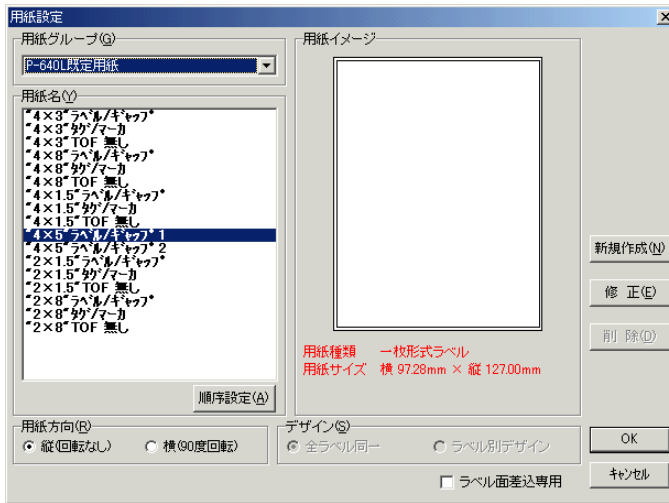 用紙設定
用紙グループ(G)
P-640L既定用紙
用紙名(Y)
"4×3"ラベル/ギャップ
"4×3"タグ/マーカ
"4×3"TOF 無し
"4×8"ラベル/ギャップ
"4×8"タグ/マーカ
"4×8"TOF 無し
"4×1.5"ラベル/ギャップ
"4×1.5"タグ/マーカ
"4×1.5"TOF 無し
"4×5"ラベル/ギャップ1
"4×5"ラベル/ギャップ2
"2×1.5"ラベル/ギャップ
"2×1.5"タグ/マーカ
"2×1.5"TOF 無し
"2×8"ラベル/ギャップ
"2×8"タグ/マーカ
"2×8"TOF 無し
順序設定(A)
用紙イメージ
用紙種類 一枚形式ラベル
用紙サイズ 横 97.28mm × 縦 127.00mm
新規作成(N)
修 正(E)
削 除(D)
用紙方向(R)
縦(回転なし) 横(90度回転)
デザイン(S)
全ラベル同一 ラベル別デザイン
ラベル面差込専用
OK
キャンセル